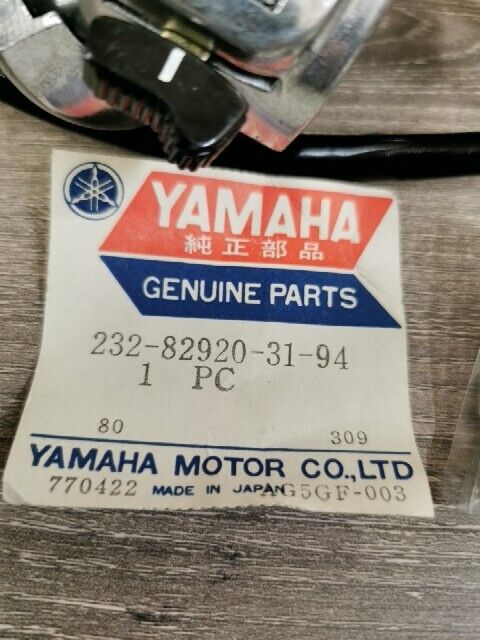 YAMAHA
純正部品
GENUINE PARTS
232-82920-31-94
1 PC
80 309
YAMAHA MOTOR CO.,LTD
770422 MADE IN JAPAN AG5GF-003